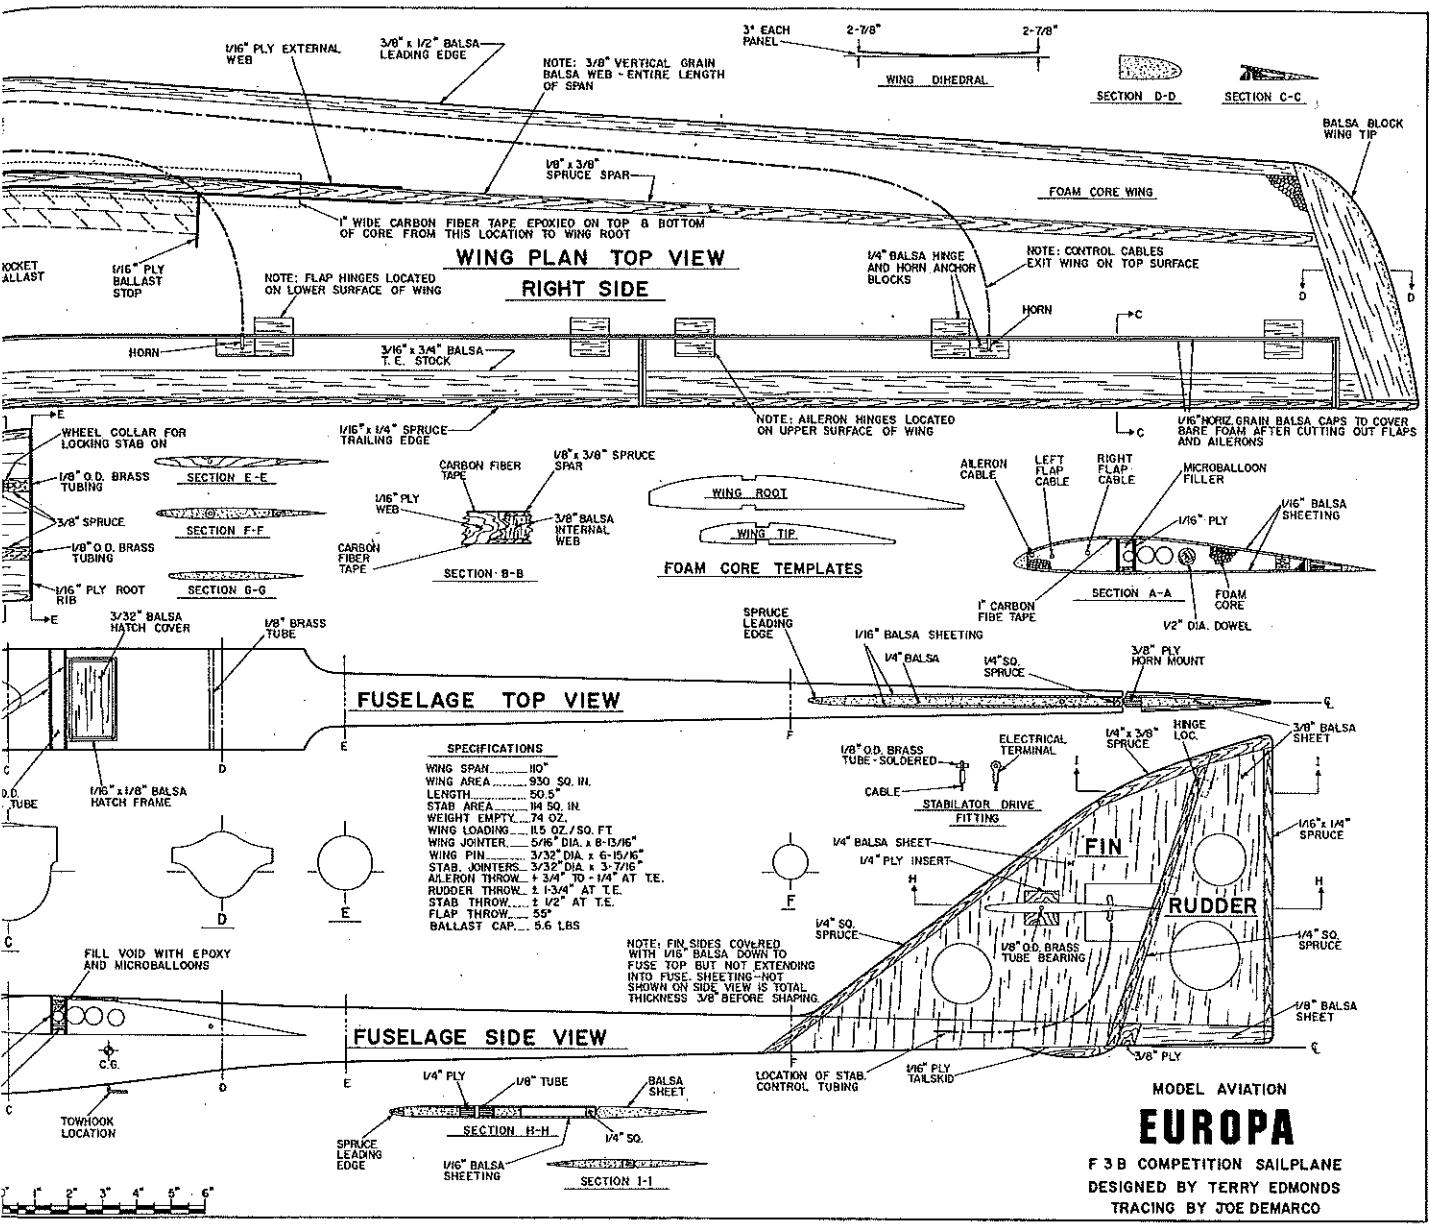 1/16" PLY EXTERNAL
WEB
3/8" x 1/2" BALSA
LEADING EDGE
NOTE: 3/8" VERTICAL GRAIN
BALSA WEB - ENTIRE LENGTH
OF SPAN
3° EACH
PANEL
2-7/8"
2-7/8"
WING DIHEDRAL
SECTION D-D
SECTION C-C
BALSA BLOCK
WING TIP
1/8" x 3/8"
SPRUCE SPAR
FOAM CORE WING
1" WIDE CARBON FIBER TAPE EPOXIED ON TOP & BOTTOM
OF CORE FROM THIS LOCATION TO WING ROOT
WING PLAN TOP VIEW
RIGHT SIDE
OCKET
ALLAST
1/16" PLY
BALLAST
STOP
NOTE: FLAP HINGES LOCATED
ON LOWER SURFACE OF WING
1/4" BALSA HINGE
AND HORN ANCHOR
BLOCKS
NOTE: CONTROL CABLES
EXIT WING ON TOP SURFACE
D
D
HORN
HORN
C
3/16" x 3/4" BALSA
T. E. STOCK
1/16" x 1/4" SPRUCE
TRAILING EDGE
NOTE: AILERON HINGES LOCATED
ON UPPER SURFACE OF WING
C
1/16" HORIZ. GRAIN BALSA CAPS TO COVER
BARE FOAM AFTER CUTTING OUT FLAPS
AND AILERONS
E
WHEEL COLLAR FOR
LOCKING STAB ON
1/8" O.D. BRASS
TUBING
3/8" SPRUCE
1/8" O.D. BRASS
TUBING
1/16" PLY ROOT
RIB
E
SECTION E-E
SECTION F-F
SECTION G-G
CARBON FIBER
TAPE
1/8" x 3/8" SPRUCE
SPAR
1/16" PLY
WEB
3/8" BALSA
INTERNAL
WEB
CARBON
FIBER
TAPE
SECTION B-B
WING ROOT
WING TIP
FOAM CORE TEMPLATES
AILERON
CABLE
LEFT
FLAP
CABLE
RIGHT
FLAP
CABLE
MICROBALLOON
FILLER
1/16" PLY
1/16" BALSA
SHEETING
SECTION A-A
1" CARBON
FIBE TAPE
FOAM
CORE
1/2" DIA. DOWEL
3/32" BALSA
HATCH COVER
1/8" BRASS
TUBE
SPRUCE
LEADING
EDGE
1/16" BALSA SHEETING
1/4" BALSA
1/4" SQ.
SPRUCE
3/8" PLY
HORN MOUNT
FUSELAGE TOP VIEW
C
D
E
F
O.D.
TUBE
1/16" x 1/8" BALSA
HATCH FRAME
3/8" BALSA
SHEET
SPECIFICATIONS
WING SPAN 110"
WING AREA 930 SQ. IN.
LENGTH 50.5"
STAB AREA 114 SQ. IN.
WEIGHT EMPTY 74 OZ.
WING LOADING 11.5 OZ./SQ. FT.
WING JOINTER 5/16" DIA. x 8-13/16"
WING PIN 3/32" DIA. x 6-15/16"
STAB. JOINTERS 3/32" DIA. x 3-7/16"
AILERON THROW + 3/4" TO - 1/4" AT T.E.
RUDDER THROW ± 1-3/4" AT T.E.
STAB THROW ± 1/2" AT T.E.
FLAP THROW 55°
BALLAST CAP. 5.6 LBS
1/8" O.D. BRASS
TUBE-SOLDERED
ELECTRICAL
TERMINAL
CABLE
STABILATOR DRIVE
FITTING
1/4" x 3/8"
SPRUCE
HINGE
LOC.
I
I
1/16" x 1/4"
SPRUCE
1/4" BALSA SHEET
1/4" PLY INSERT
FIN
H
H
RUDDER
1/4" SQ.
SPRUCE
1/8" O.D. BRASS
TUBE BEARING
1/4" SQ.
SPRUCE
C
D
E
F
FILL VOID WITH EPOXY
AND MICROBALLOONS
NOTE: FIN SIDES COVERED
WITH 1/16" BALSA DOWN TO
FUSE TOP BUT NOT EXTENDING
INTO FUSE. SHEETING-NOT
SHOWN ON SIDE VIEW IS TOTAL
THICKNESS 3/8" BEFORE SHAPING.
1/8" BALSA
SHEET
FUSELAGE SIDE VIEW
C.G.
C
D
E
F
TOWHOOK
LOCATION
LOCATION OF STAB.
CONTROL TUBING
1/16" PLY
TAILSKID
3/8" PLY
1/4" PLY
1/8" TUBE
BALSA
SHEET
SECTION H-H
SPRUCE
LEADING
EDGE
1/16" BALSA
SHEETING
1/4" SQ.
SECTION I-I
1" 2" 3" 4" 5" 6"
MODEL AVIATION
EUROPA
F 3 B COMPETITION SAILPLANE
DESIGNED BY TERRY EDMONDS
TRACING BY JOE DEMARCO